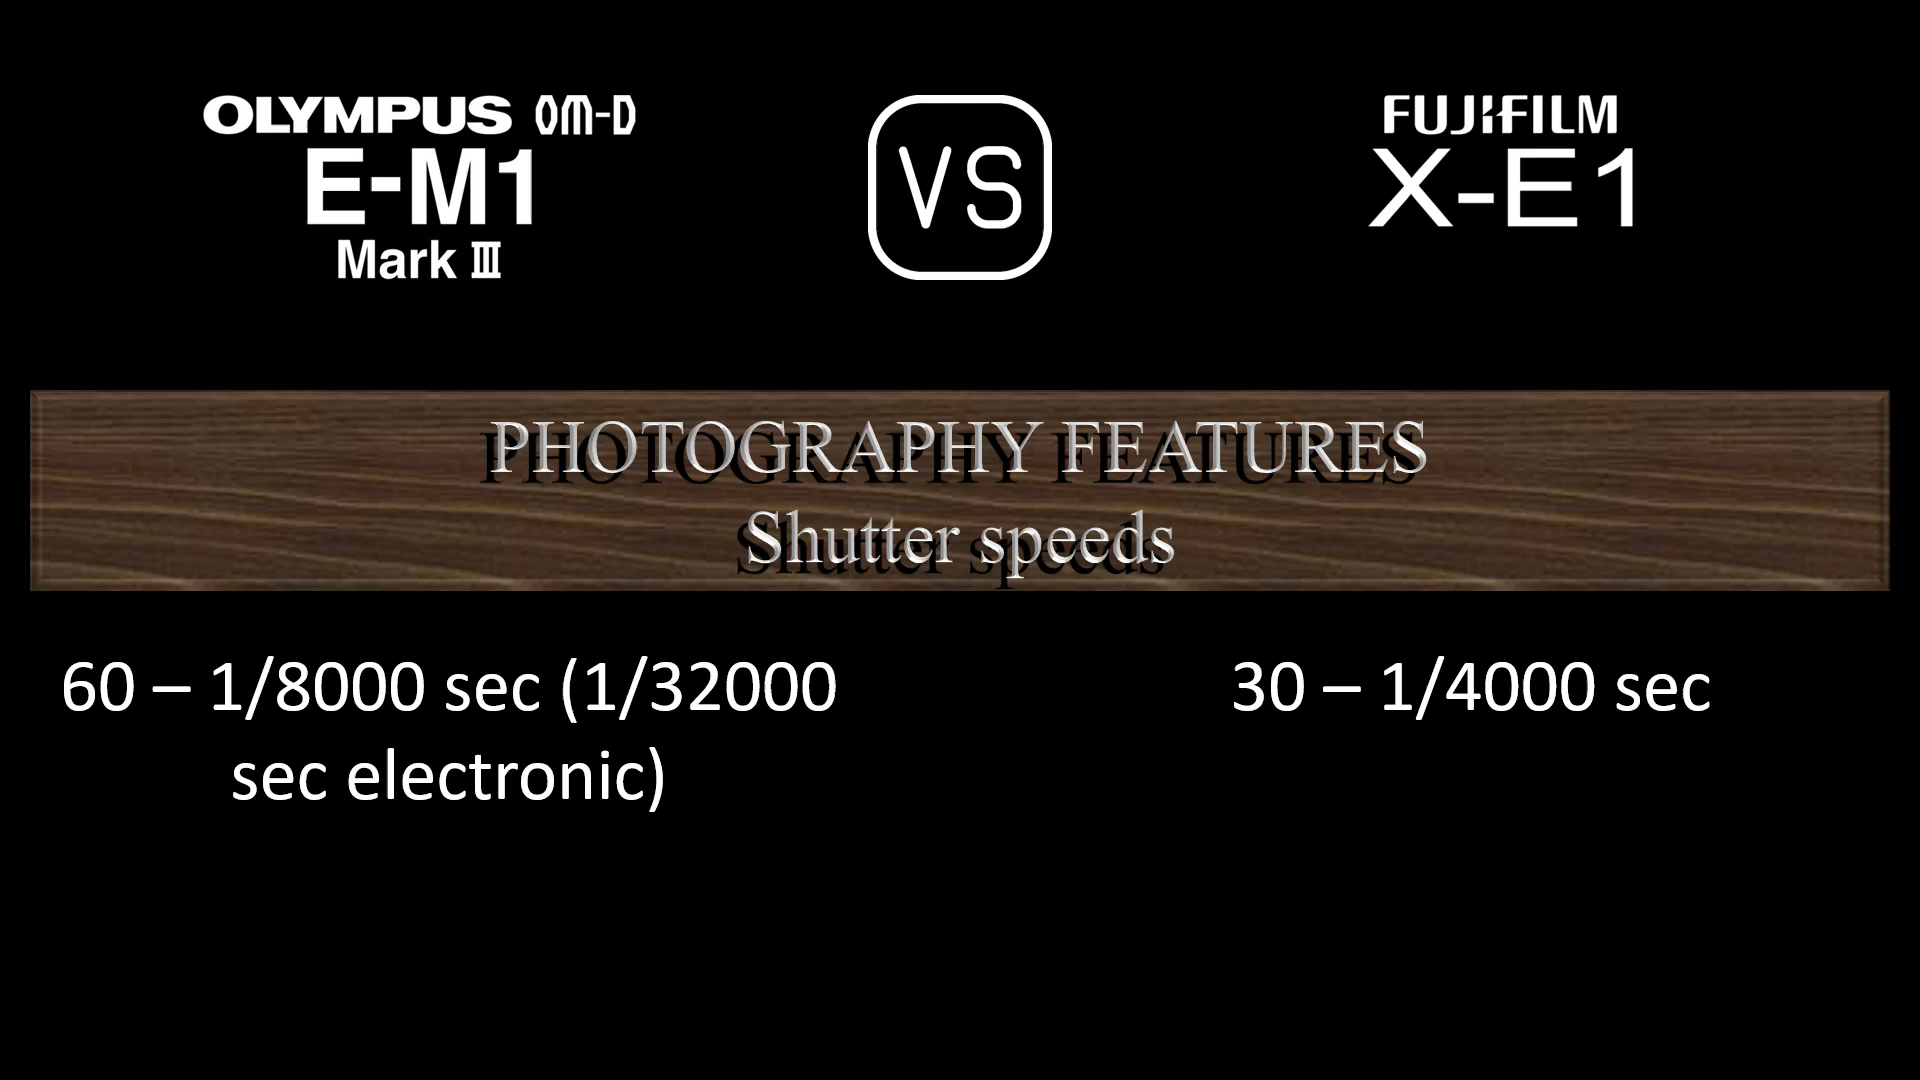 OLYMPUS OM-D
E-M1
Mark III
VS
FUJIFILM
X-E1
PHOTOGRAPHY FEATURES
Shutter speeds
60 – 1/8000 sec (1/32000
sec electronic)
30 – 1/4000 sec